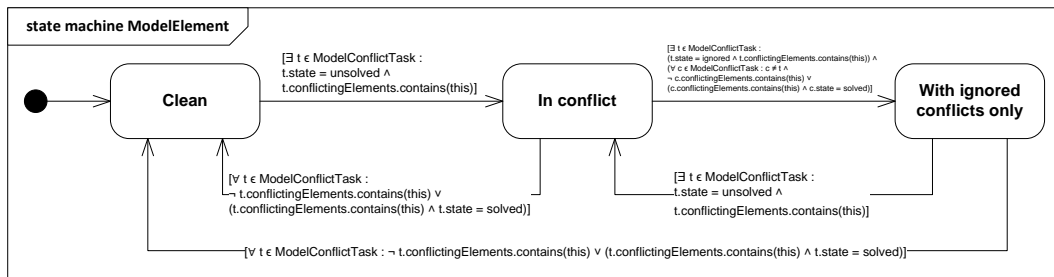 state machine ModelElement
[∃ t ϵ ModelConflictTask :
t.state = unsolved ˄
t.conflictingElements.contains(this)]
[∃ t ϵ ModelConflictTask :
(t.state = ignored ˄ t.conflictingElements.contains(this)) ˄
(∀ c ϵ ModelConflictTask : c ≠ t ˄
¬ c.conflictingElements.contains(this) ˅
(c.conflictingElements.contains(this) ˄ c.state = solved)]
Clean
In conflict
With ignored
conflicts only
[∀ t ϵ ModelConflictTask :
¬ t.conflictingElements.contains(this) ˅
(t.conflictingElements.contains(this) ˄ t.state = solved)]
[∃ t ϵ ModelConflictTask :
t.state = unsolved ˄
t.conflictingElements.contains(this)]
[∀ t ϵ ModelConflictTask : ¬ t.conflictingElements.contains(this) ˅ (t.conflictingElements.contains(this) ˄ t.state = solved)]